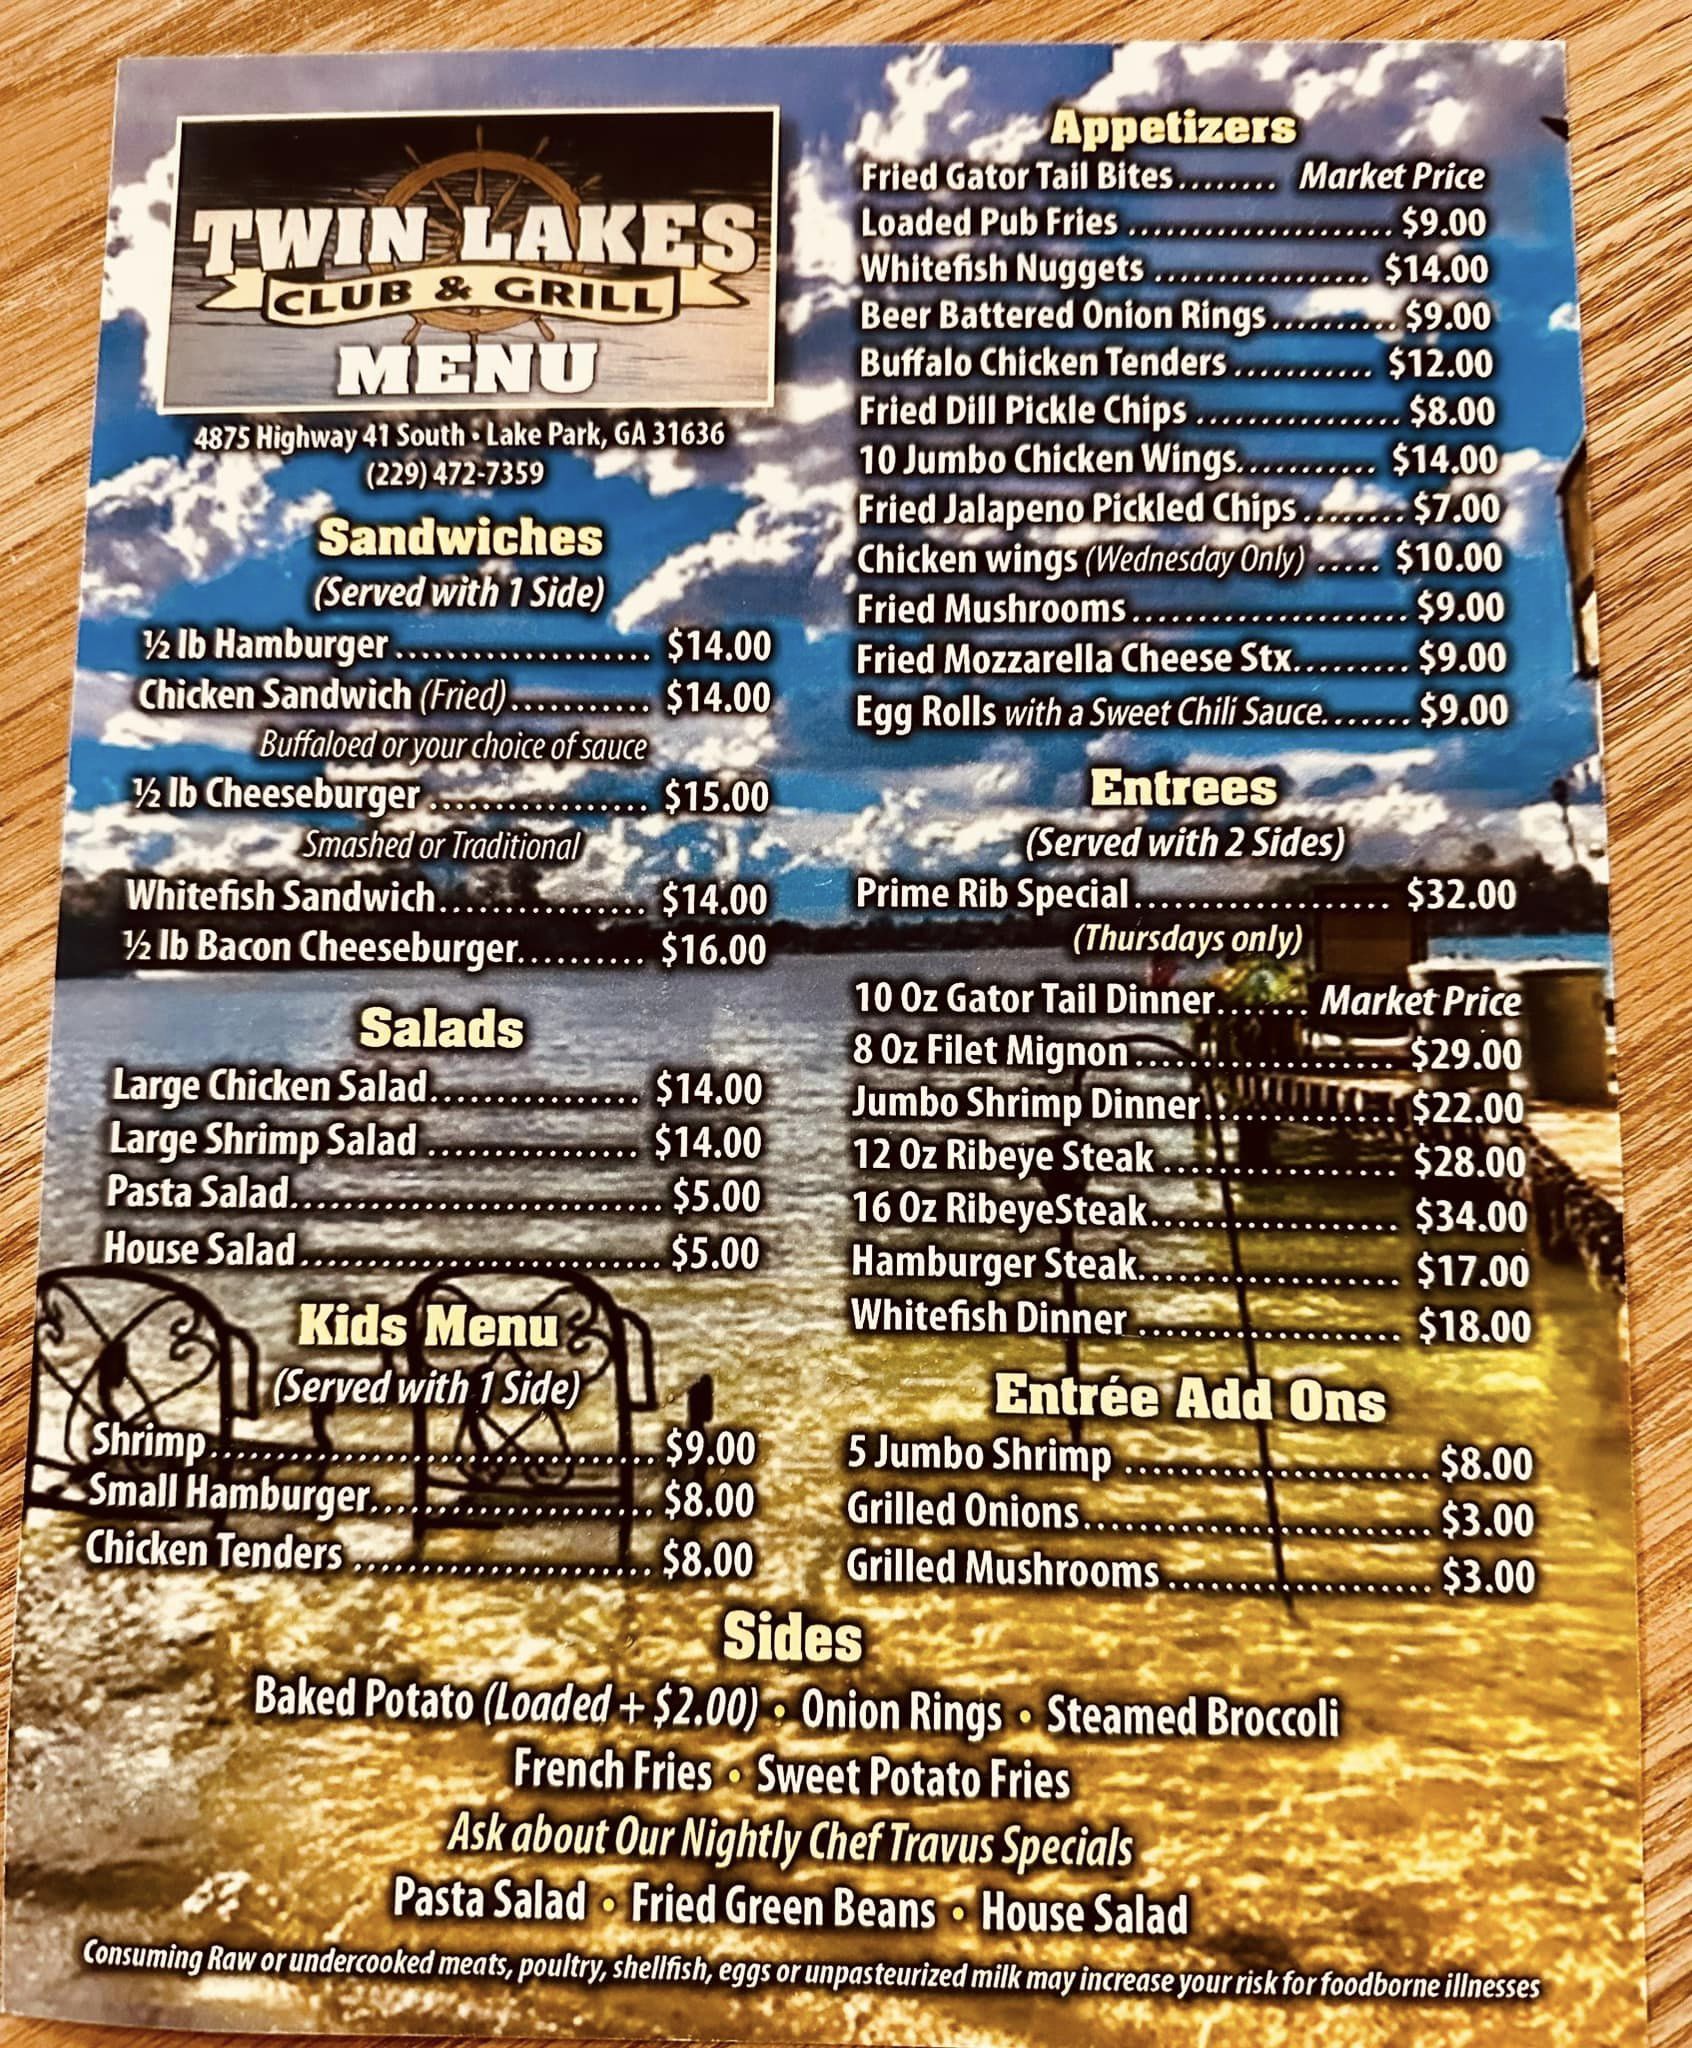 TWIN LAKES
CLUB & GRILL
MENU
4875 Highway 41 South • Lake Park, GA 31636
(229) 472-7359
Sandwiches
(Served with 1 Side)
½ lb Hamburger.................... $14.00
Chicken Sandwich (Fried)........... $14.00
Buffaloed or your choice of sauce
½ lb Cheeseburger ................. $15.00
Smashed or Traditional
Whitefish Sandwich................ $14.00
½ lb Bacon Cheeseburger.......... $16.00
Salads
Large Chicken Salad................ $14.00
Large Shrimp Salad ................ $14.00
Pasta Salad............................. $5.00
House Salad............................ $5.00
Kids Menu
(Served with 1 Side)
Shrimp................................... $9.00
Small Hamburger...................... $8.00
Chicken Tenders ....................... $8.00
Appetizers
Fried Gator Tail Bites........ Market Price
Loaded Pub Fries ..................... $9.00
Whitefish Nuggets ................. $14.00
Beer Battered Onion Rings.......... $9.00
Buffalo Chicken Tenders ........... $12.00
Fried Dill Pickle Chips ................ $8.00
10 Jumbo Chicken Wings........... $14.00
Fried Jalapeno Pickled Chips ........ $7.00
Chicken wings (Wednesday Only) ..... $10.00
Fried Mushrooms...................... $9.00
Fried Mozzarella Cheese Stx......... $9.00
Egg Rolls with a Sweet Chili Sauce....... $9.00
Entrees
(Served with 2 Sides)
Prime Rib Special.................... $32.00
(Thursdays only)
10 Oz Gator Tail Dinner....... Market Price
8 Oz Filet Mignon.................... $29.00
Jumbo Shrimp Dinner............... $22.00
12 Oz Ribeye Steak .................. $28.00
16 Oz RibeyeSteak................... $34.00
Hamburger Steak.................... $17.00
Whitefish Dinner .................... $18.00
Entrée Add Ons
5 Jumbo Shrimp ........................ $8.00
Grilled Onions........................... $3.00
Grilled Mushrooms..................... $3.00
Sides
Baked Potato (Loaded + $2.00) • Onion Rings • Steamed Broccoli
French Fries • Sweet Potato Fries
Ask about Our Nightly Chef Travus Specials
Pasta Salad • Fried Green Beans • House Salad
Consuming Raw or undercooked meats, poultry, shellfish, eggs or unpasteurized milk may increase your risk for foodborne illnesses